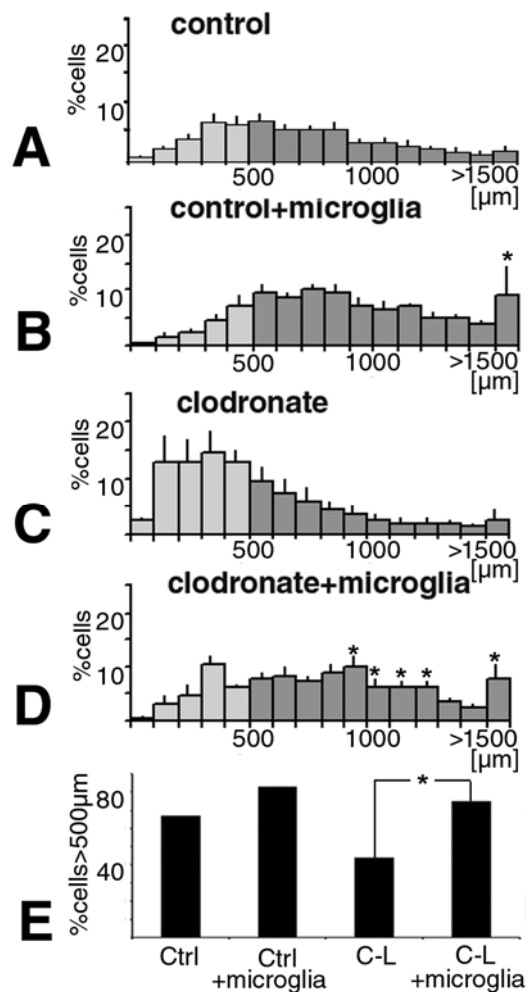 control
%cells
20
10
A
500
1000
>1500
[µm]
control+microglia
%cells
20
10
*
B
500
1000
>1500
[µm]
clodronate
%cells
20
10
C
500
1000
>1500
[µm]
clodronate+microglia
%cells
20
10
* * * * *
D
500
1000
>1500
[µm]
%cells>500µm
80
40
*
E
Ctrl
Ctrl
+microglia
C-L
C-L
+microglia